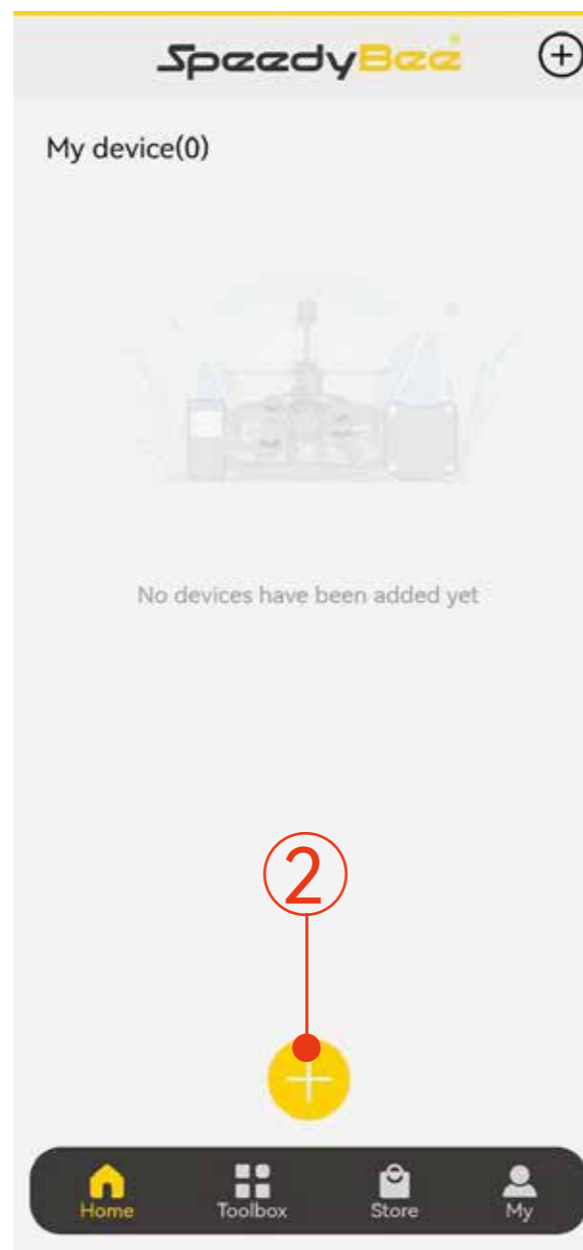 SpeedyBee
My device(0)
No devices have been added yet
2
Home Toolbox Store My